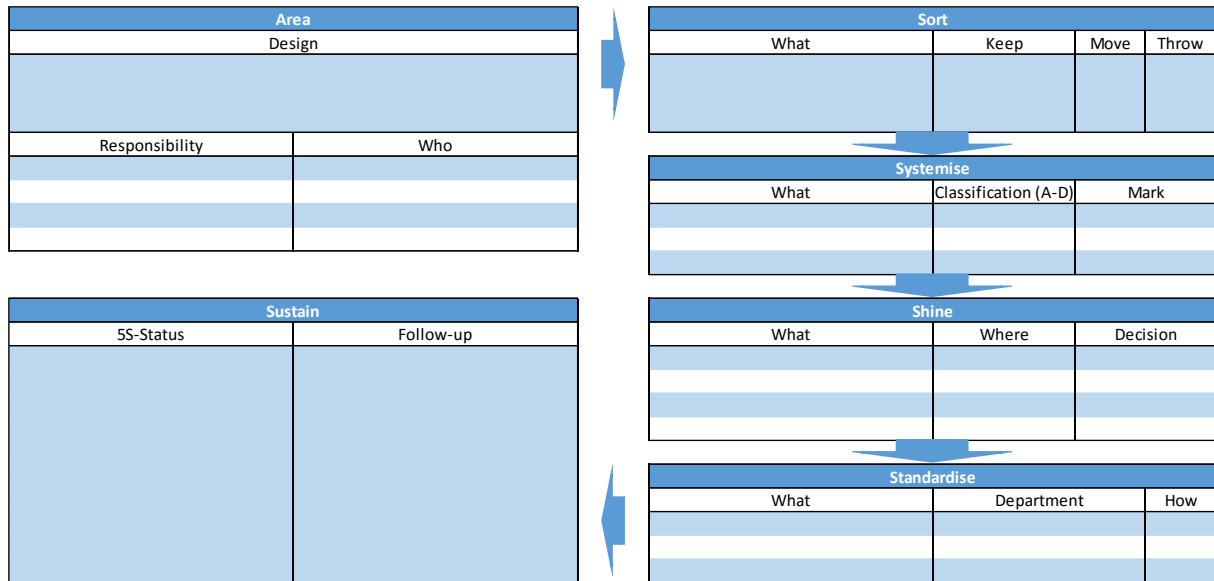 Area
Design
Responsibility Who
Sort
What Keep Move Throw
Systemise
What Classification (A-D) Mark
Shine
What Where Decision
Standardise
What Department How
Sustain
5S-Status Follow-up